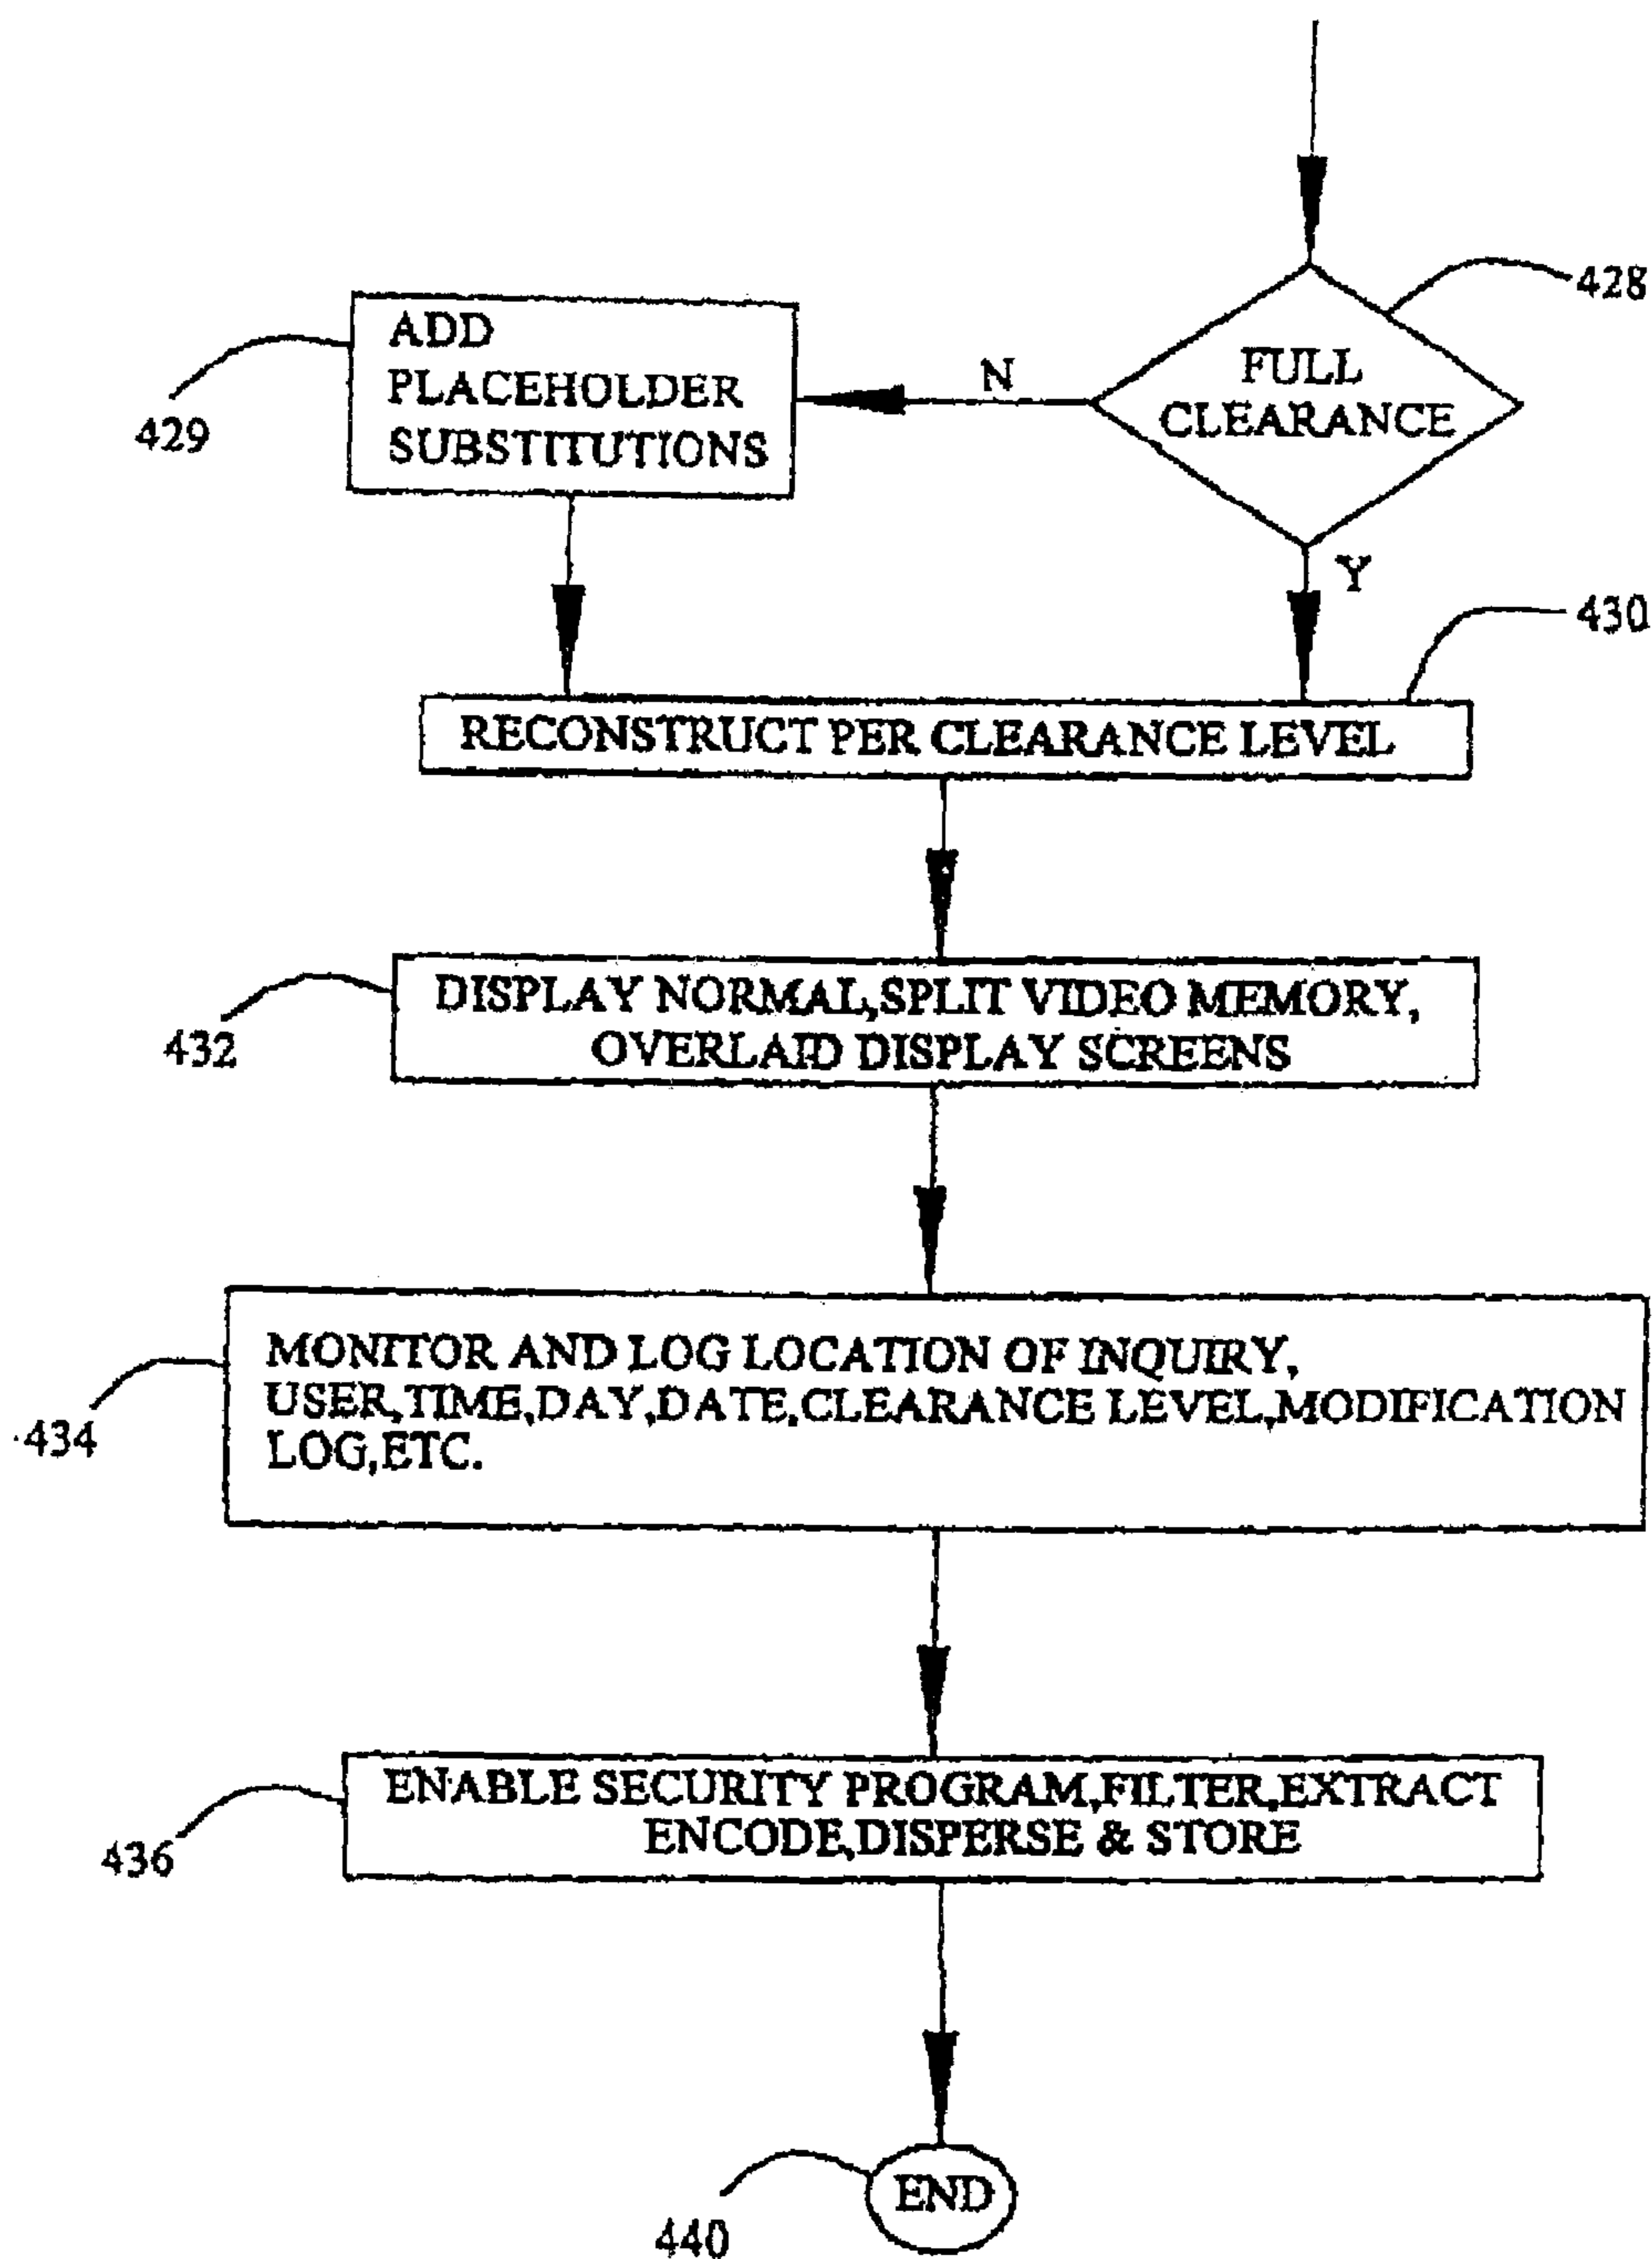 428
FULL
CLEARANCE
N
Y
ADD
PLACEHOLDER
SUBSTITUTIONS
429
430
RECONSTRUCT PER CLEARANCE LEVEL
DISPLAY NORMAL,SPLIT VIDEO MEMORY,
OVERLAID DISPLAY SCREENS
432
MONITOR AND LOG LOCATION OF INQUIRY,
USER,TIME,DAY,DATE,CLEARANCE LEVEL,MODIFICATION
LOG,ETC.
434
ENABLE SECURITY PROGRAM,FILTER,EXTRACT
ENCODE,DISPERSE & STORE
436
END
440